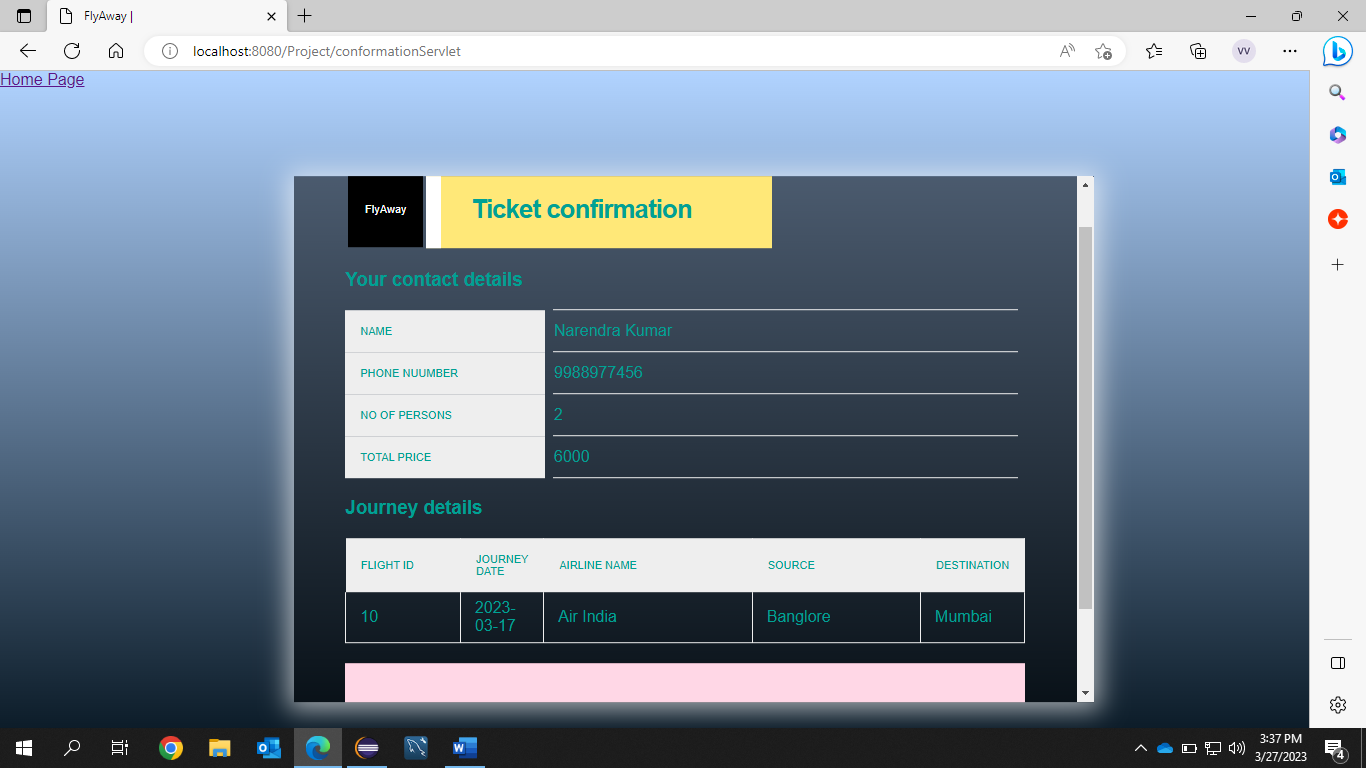 FlyAway |
localhost:8080/Project/conformationServlet
VV
Home Page
FlyAway
Ticket confirmation
Your contact details
NAME Narendra Kumar
PHONE NUUMBER 9988977456
NO OF PERSONS 2
TOTAL PRICE 6000
Journey details
FLIGHT ID JOURNEY DATE AIRLINE NAME SOURCE DESTINATION
10 2023-03-17 Air India Banglore Mumbai
3:37 PM
3/27/2023
4